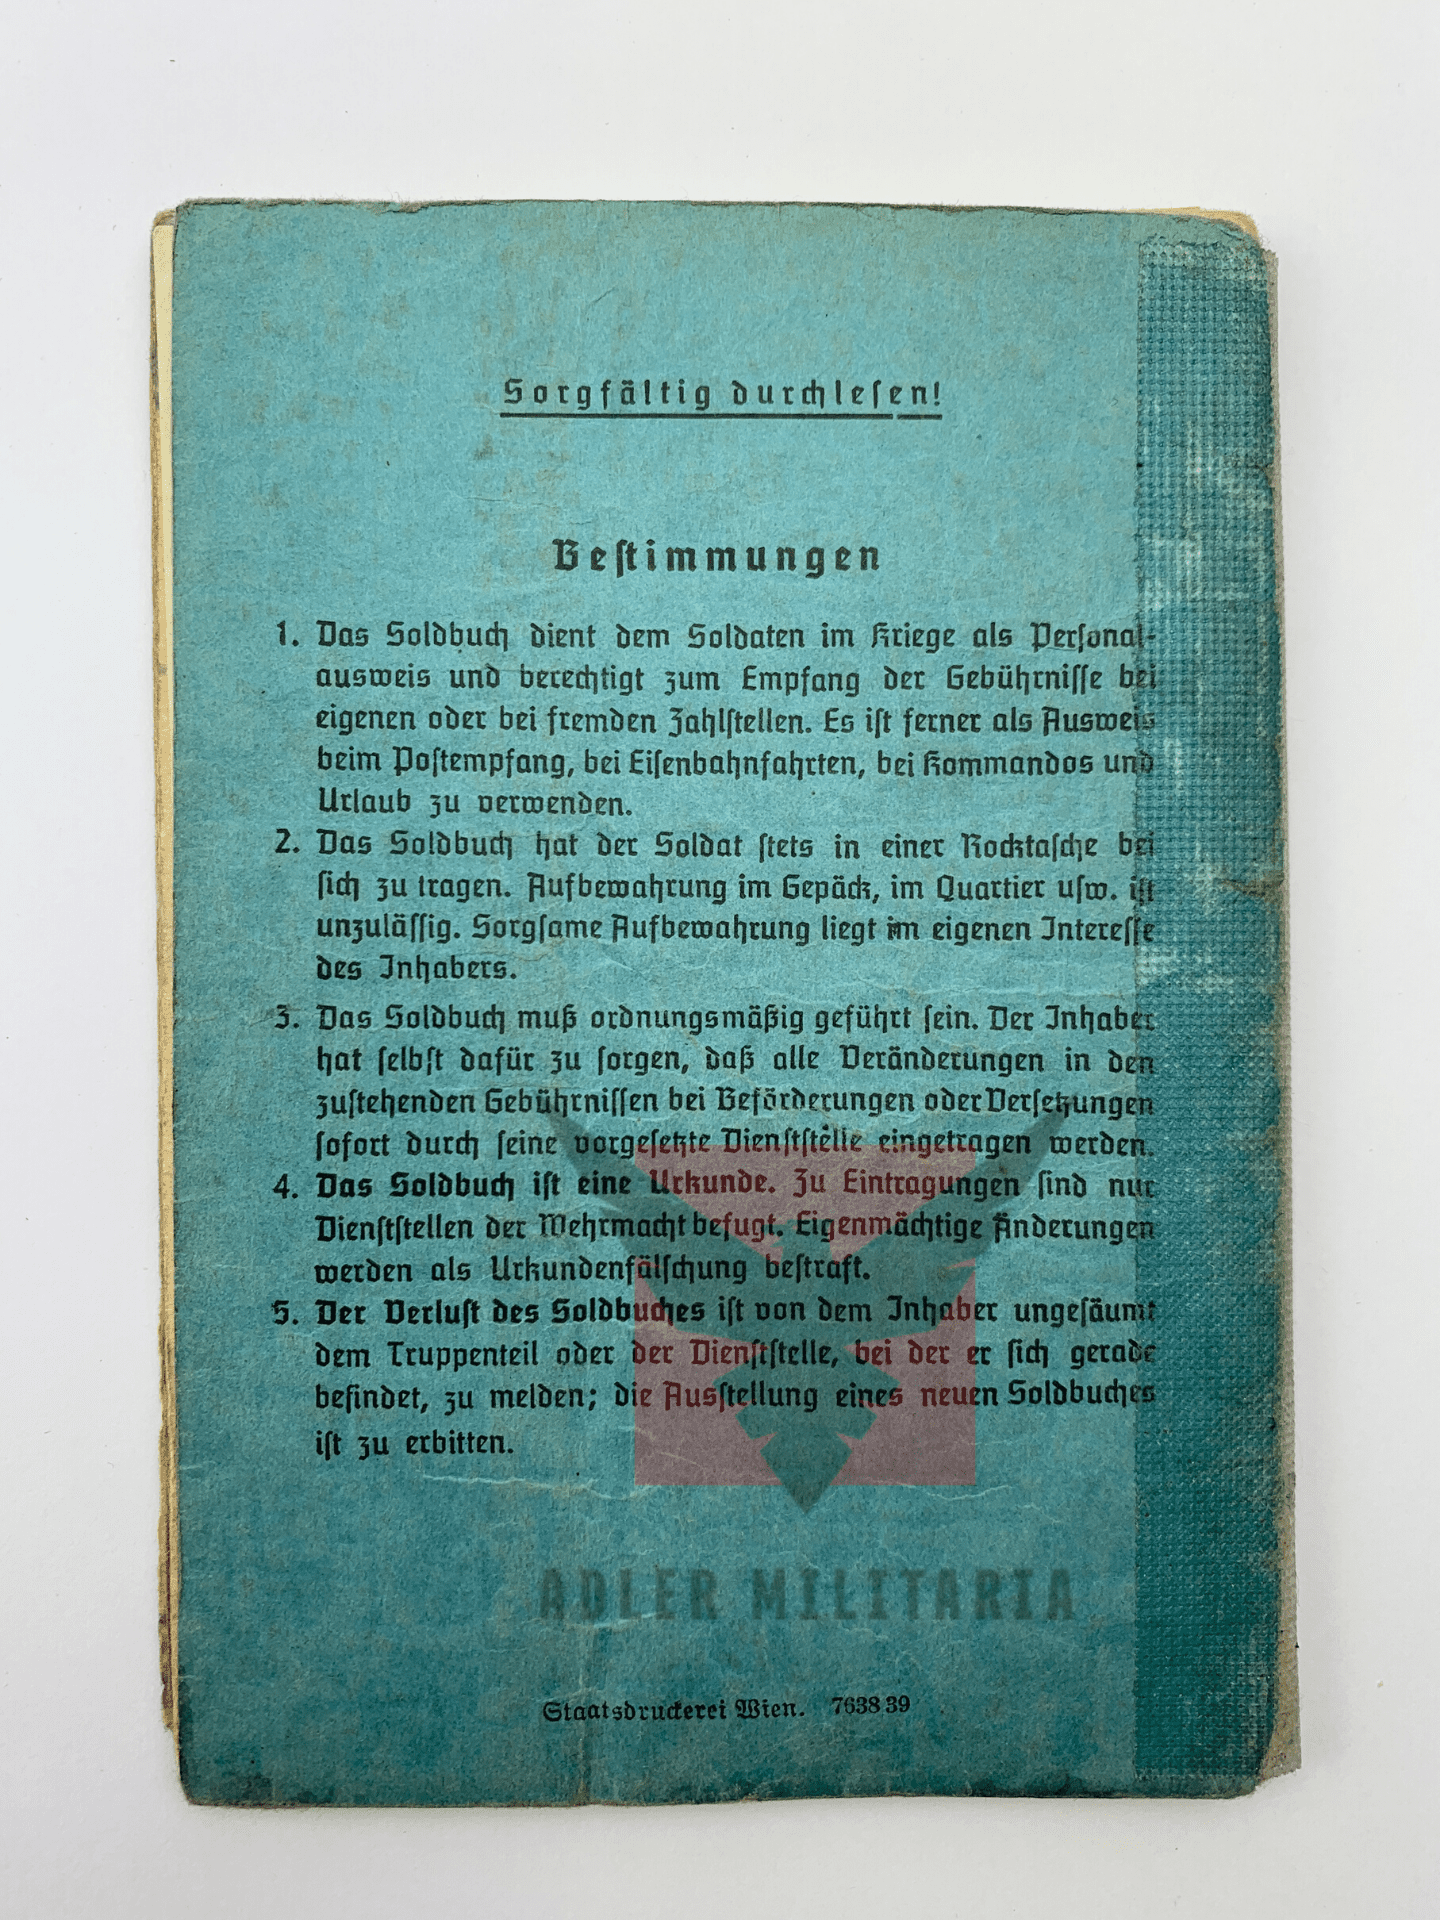 Sorgfältig durchlesen!
Bestimmungen
1. Das Soldbuch dient dem Soldaten im Kriege als Personal-
ausweis und berechtigt zum Empfang der Gebührnisse bei
eigenen oder bei fremden Zahlstellen. Es ist ferner als Ausweis
beim Postempfang, bei Eisenbahnfahrten, bei Kommandos und
Urlaub zu verwenden.
2. Das Soldbuch hat der Soldat stets in einer Rocktasche bei
sich zu tragen. Aufbewahrung im Gepäck, im Quartier usw. ist
unzulässig. Sorgsame Aufbewahrung liegt im eigenen Interesse
des Inhabers.
3. Das Soldbuch muß ordnungsmäßig geführt sein. Der Inhaber
hat selbst dafür zu sorgen, daß alle Veränderungen in den
zustehenden Gebührnissen bei Beförderungen oder Versetzungen
sofort durch seine vorgesetzte Dienststelle eingetragen werden.
4. Das Soldbuch ist eine Urkunde. Zu Eintragungen sind nur
Dienststellen der Wehrmacht befugt. Eigenmächtige Änderungen
werden als Urkundenfälschung bestraft.
5. Der Verlust des Soldbuches ist von dem Inhaber ungesäumt
dem Truppenteil oder der Dienststelle, bei der er sich gerade
befindet, zu melden; die Ausstellung eines neuen Soldbuches
ist zu erbitten.
ADLER MILITARIA
Staatsdruckerei Wien. 7638 39